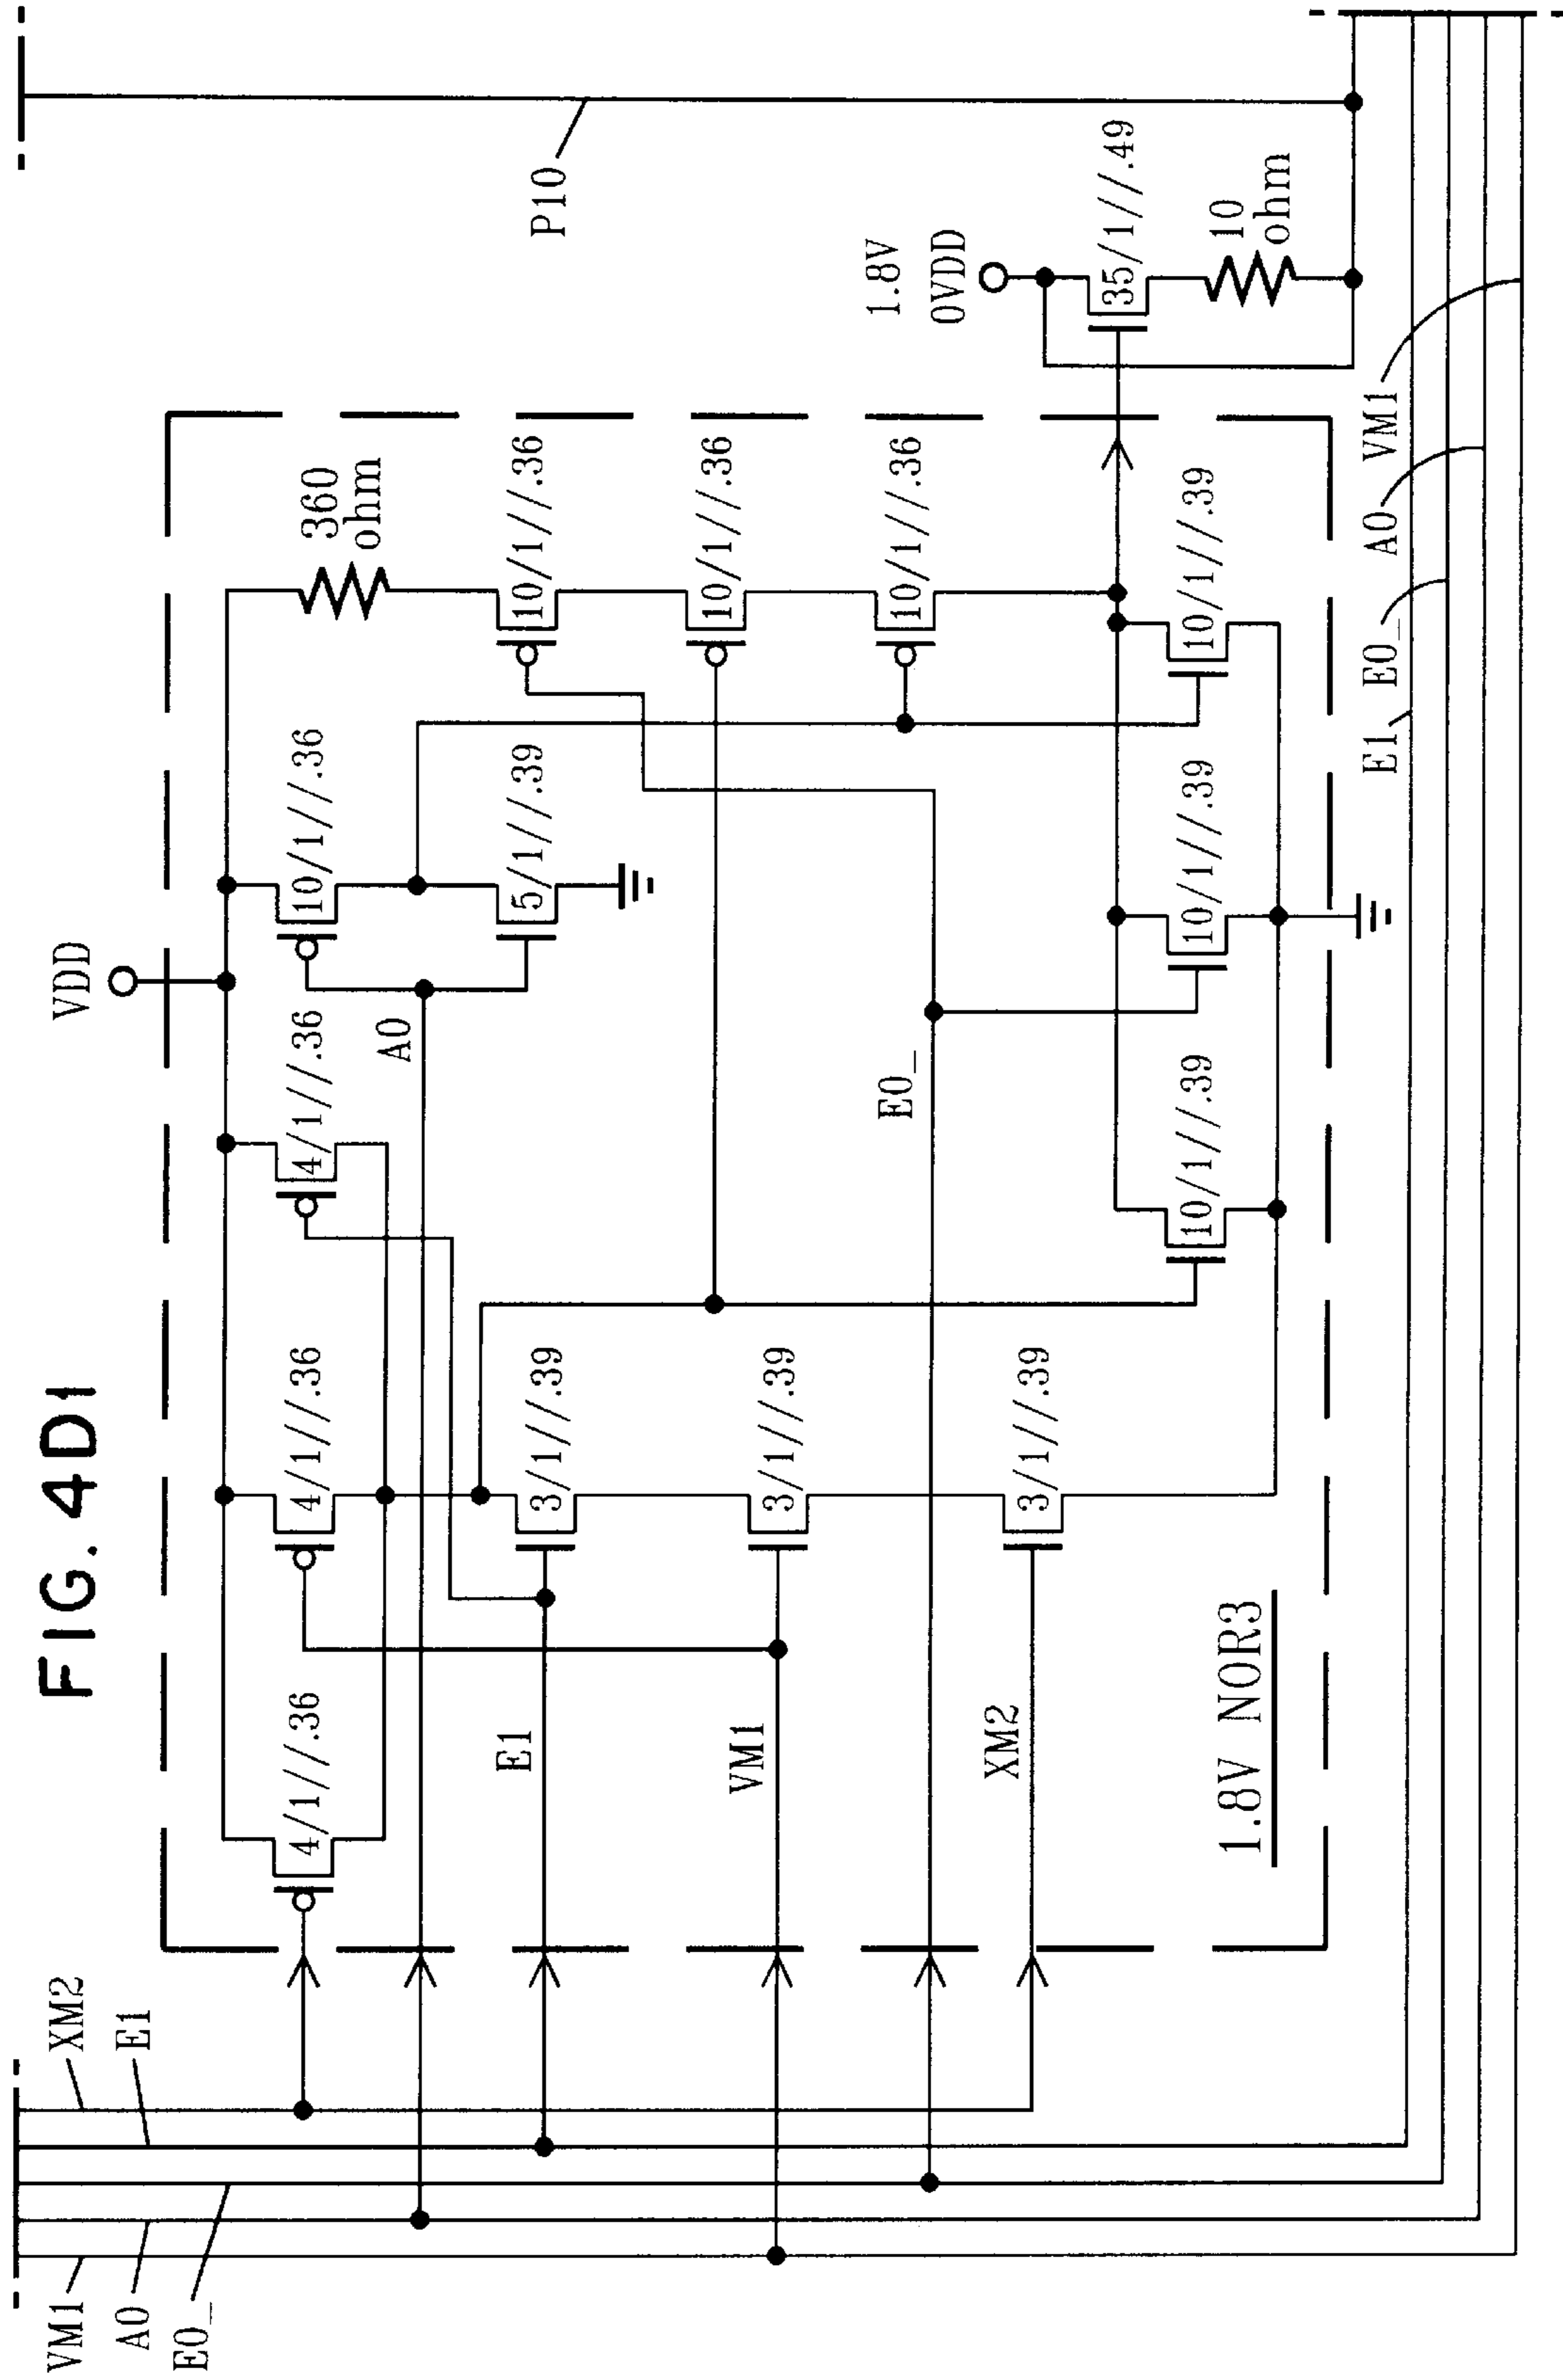 FIG. 4D1
VDD
XM2
E1
VM1
A0
E0_
4/1//.36
4/1//.36
4/1//.36
10/1//.36
360
ohm
A0
5/1//.39
10/1//.36
E1
3/1//.39
10/1//.36
VM1
3/1//.39
E0_
10/1//.36
XM2
3/1//.39
10/1//.39
10/1//.39
10/1//.39
1.8V NOR3
P10
1.8V
0VDD
35/1//.49
10
ohm
E1
E0_
A0
VM1